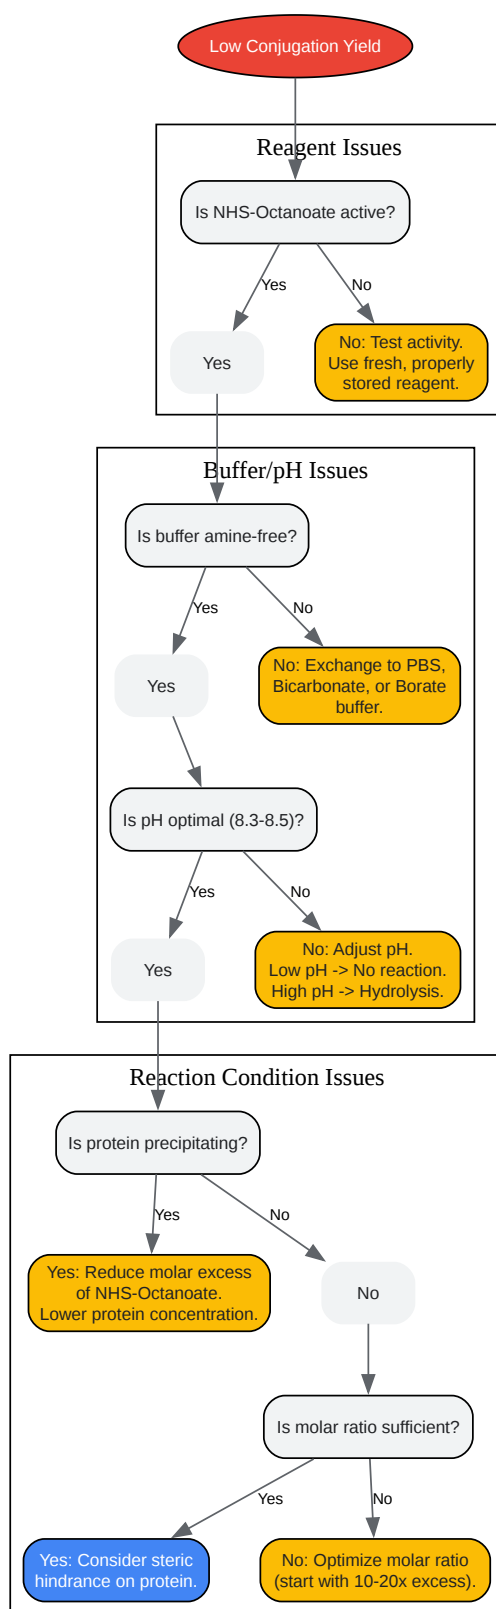 Low Conjugation Yield
Reagent Issues
Is NHS-Octanoate active?
Yes
No
Yes
No: Test activity.
Use fresh, properly
stored reagent.
Buffer/pH Issues
Is buffer amine-free?
Yes
No
Yes
No: Exchange to PBS,
Bicarbonate, or Borate
buffer.
Is pH optimal (8.3-8.5)?
Yes
No
Yes
No: Adjust pH.
Low pH -> No reaction.
High pH -> Hydrolysis.
Reaction Condition Issues
Is protein precipitating?
Yes
No
Yes: Reduce molar excess
of NHS-Octanoate.
Lower protein concentration.
No
Is molar ratio sufficient?
Yes
No
Yes: Consider steric
hindrance on protein.
No: Optimize molar ratio
(start with 10-20x excess).